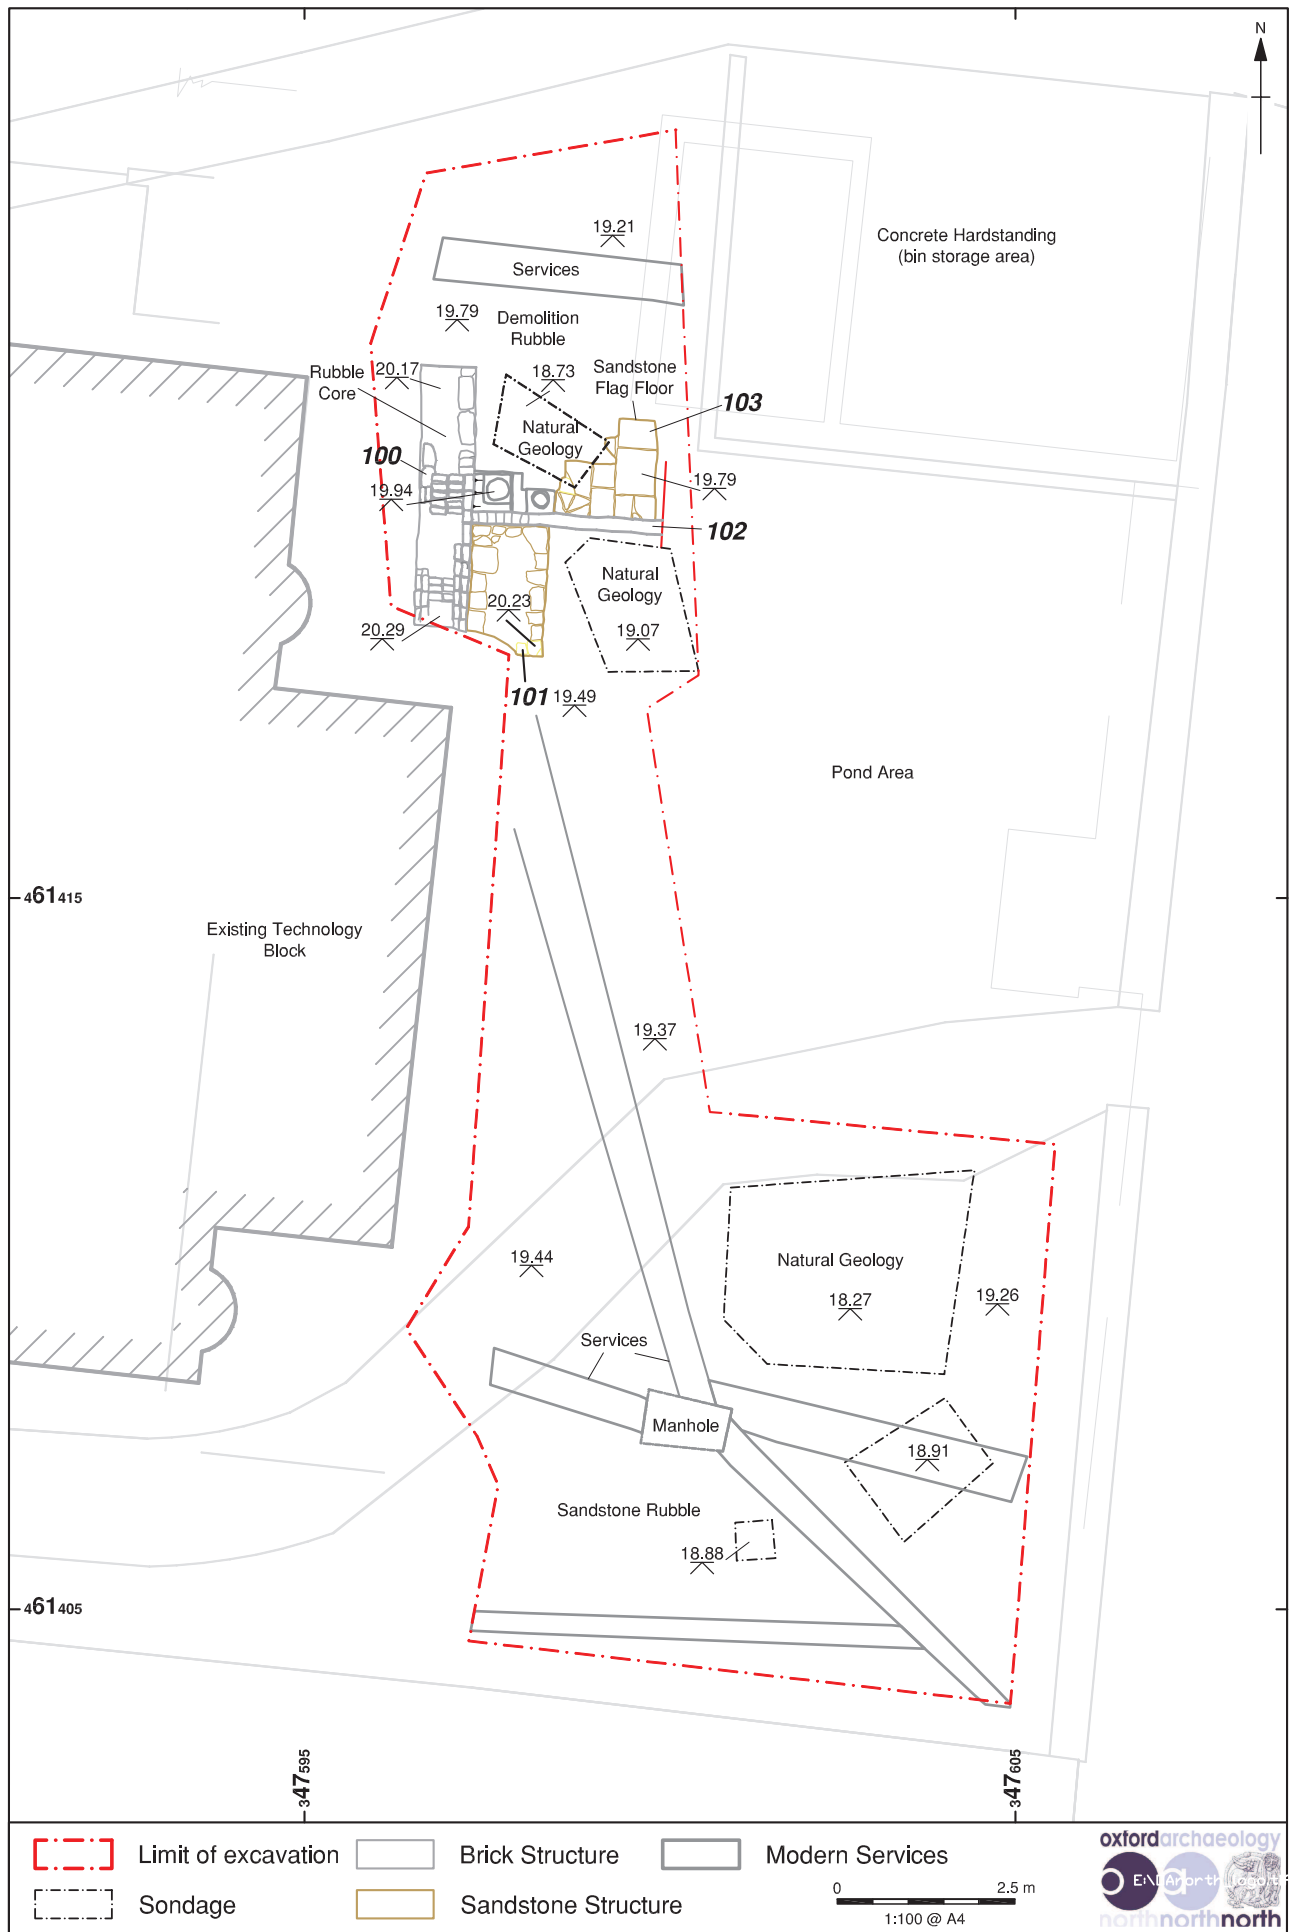 N
19.21
Concrete Hardstanding
(bin storage area)
Services
19.79
Demolition
Rubble
Rubble
Core
20.17
18.73
Sandstone
Flag Floor
103
Natural
Geology
100
19.94
19.79
102
Natural
Geology
20.23
19.07
20.29
101
19.49
Pond Area
461415
Existing Technology
Block
19.37
19.44
Natural Geology
18.27
19.26
Services
Manhole
18.91
Sandstone Rubble
18.88
461405
347595
347605
Limit of excavation
Brick Structure
Modern Services
Sondage
Sandstone Structure
0
2.5 m
1:100 @ A4
oxfordarchaeology
northnorthnorth